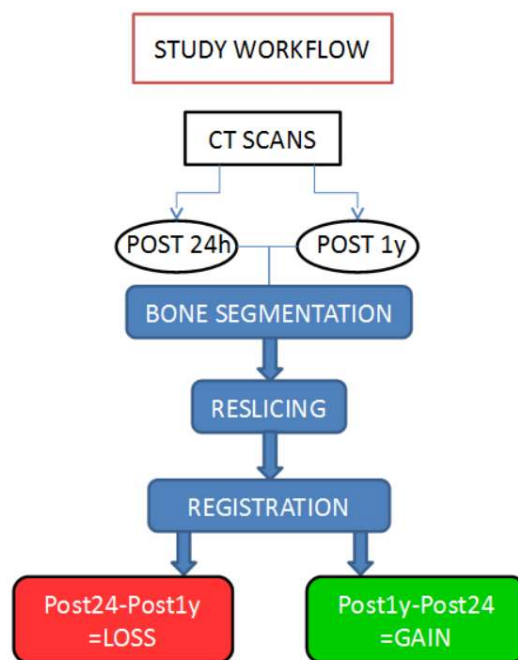 STUDY WORKFLOW
CT SCANS
POST 24h
POST 1y
BONE SEGMENTATION
RESLICING
REGISTRATION
Post24-Post1y
=LOSS
Post1y-Post24
=GAIN